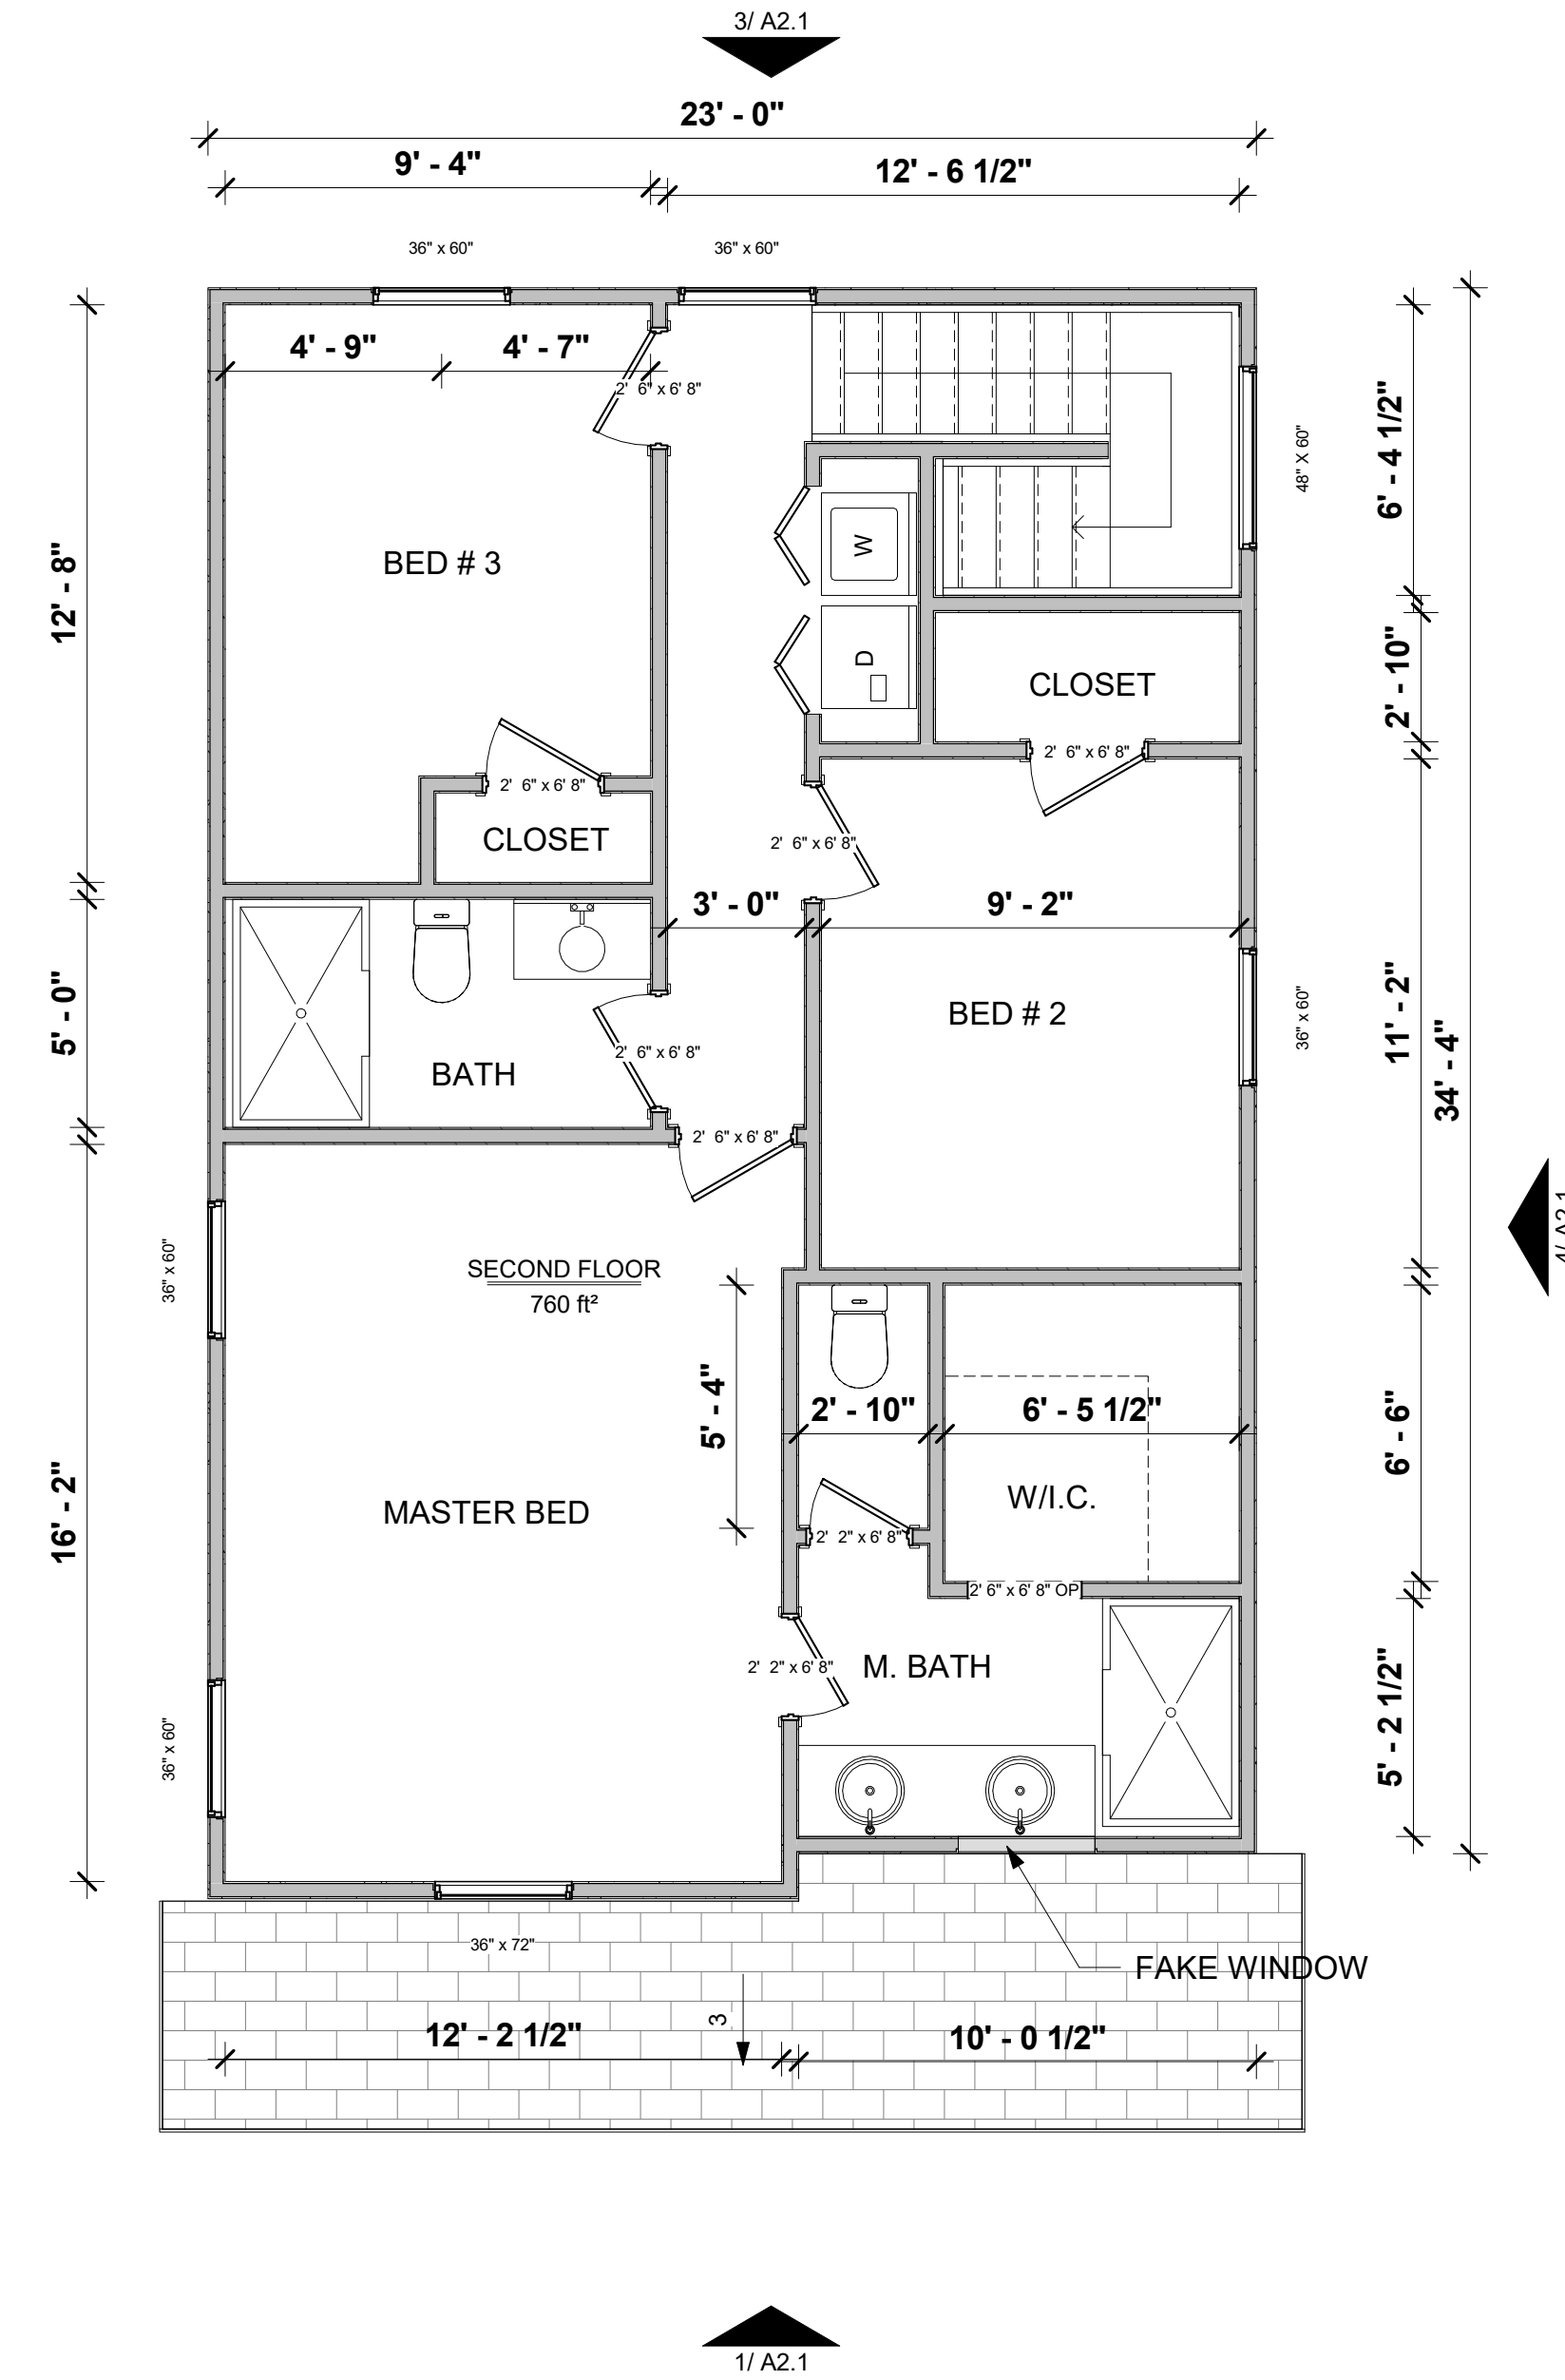 3/ A2.1
23' - 0"
9' - 4"
12' - 6 1/2"
36" x 60"
36" x 60"
4' - 9"
4' - 7"
2'  6" x 6' 8"
48" X 60"
6' - 4 1/2"
12' - 8"
BED # 3
W
D
CLOSET
2' - 10"
2'  6" x 6' 8"
2'  6" x 6' 8"
CLOSET
2'  6" x 6' 8"
3' - 0"
9' - 2"
5' - 0"
BED # 2
36" x 60"
11' - 2"
34' - 4"
BATH
2'  6" x 6' 8"
2'  6" x 6' 8"
4/ A2.1
36" x 60"
SECOND FLOOR
760 ft²
5' - 4"
2' - 10"
6' - 5 1/2"
6' - 6"
16' - 2"
MASTER BED
W/I.C.
2'  2" x 6' 8"
2' 6" x 6' 8" OP
2'  2" x 6' 8"
M. BATH
5' - 2 1/2"
36" x 60"
36" x 72"
FAKE WINDOW
3
12' - 2 1/2"
10' - 0 1/2"
1/ A2.1